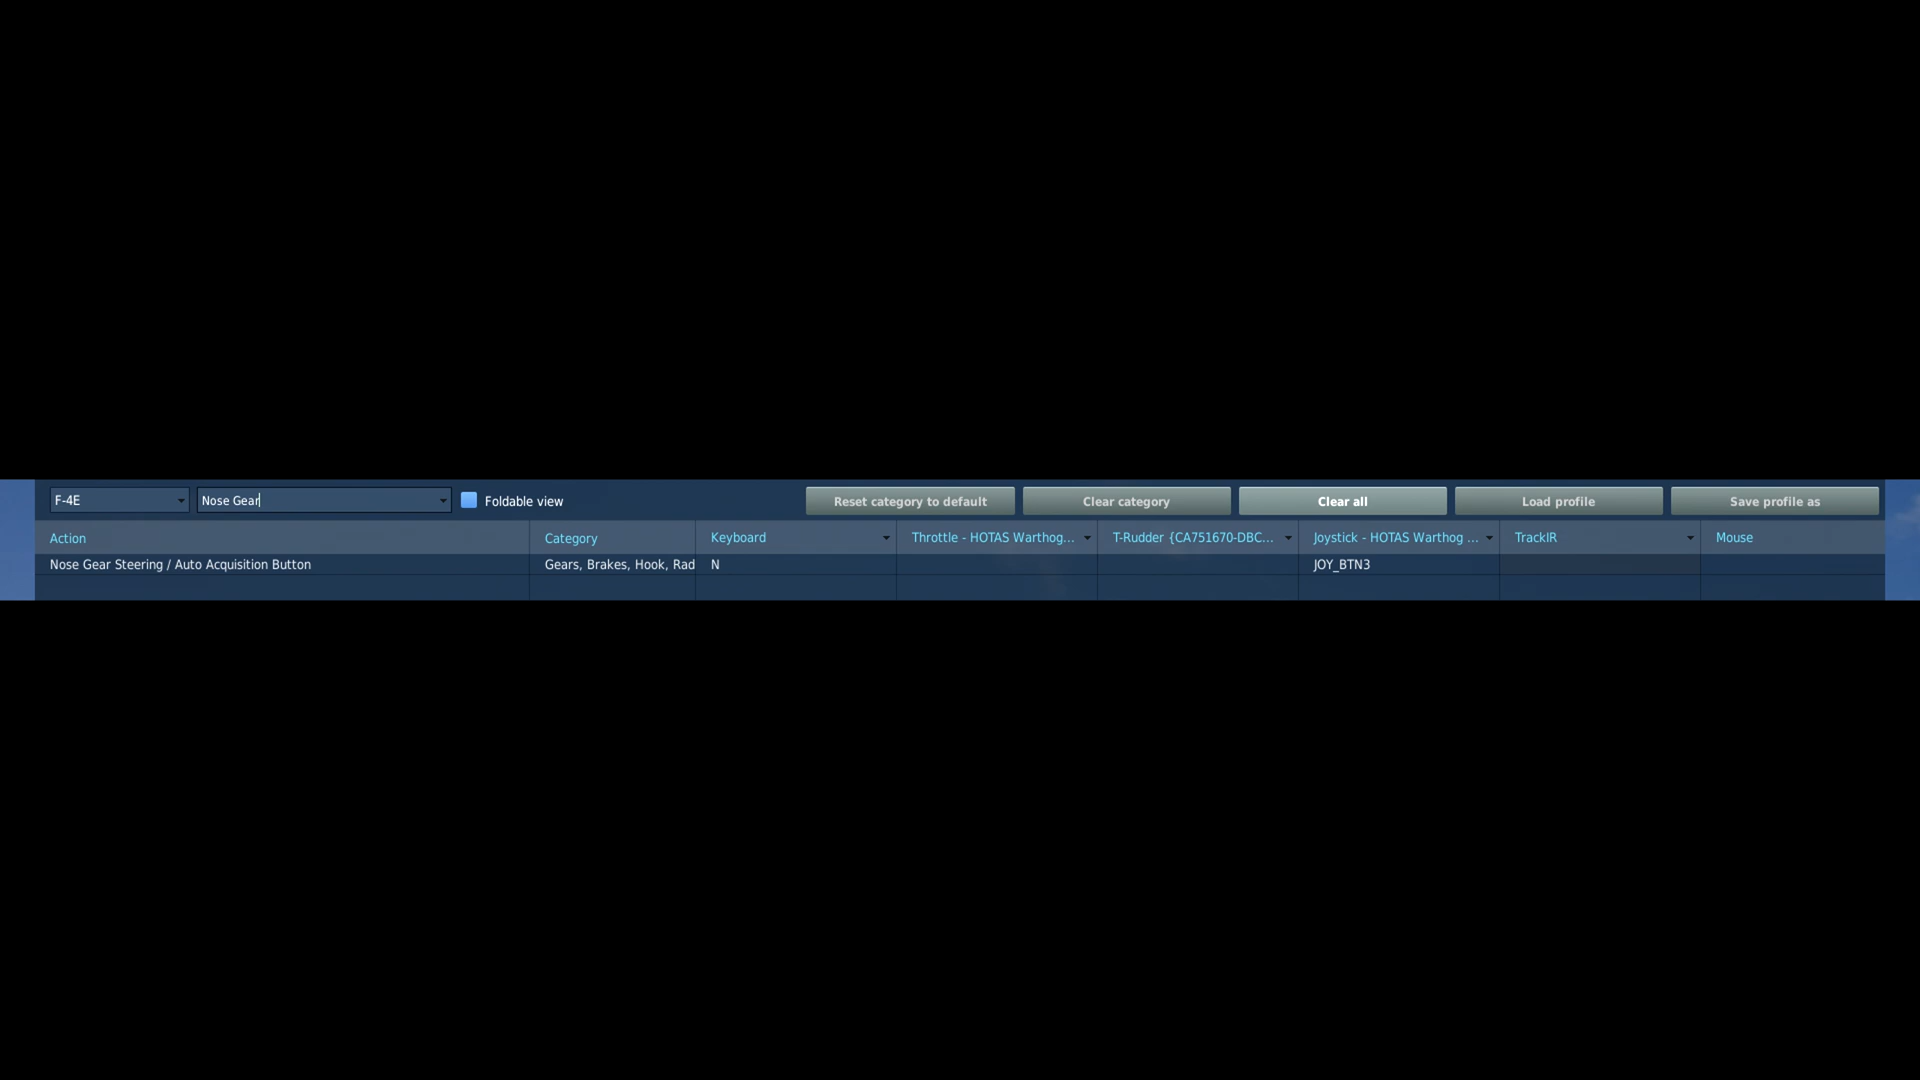 F-4E Nose Gear Foldable view Reset category to default Clear category Clear all Load profile Save profile as
Action Category Keyboard Throttle - HOTAS Warthog... T-Rudder {CA751670-DBC... Joystick - HOTAS Warthog ... TrackIR Mouse
Nose Gear Steering / Auto Acquisition Button Gears, Brakes, Hook, Rad N JOY_BTN3